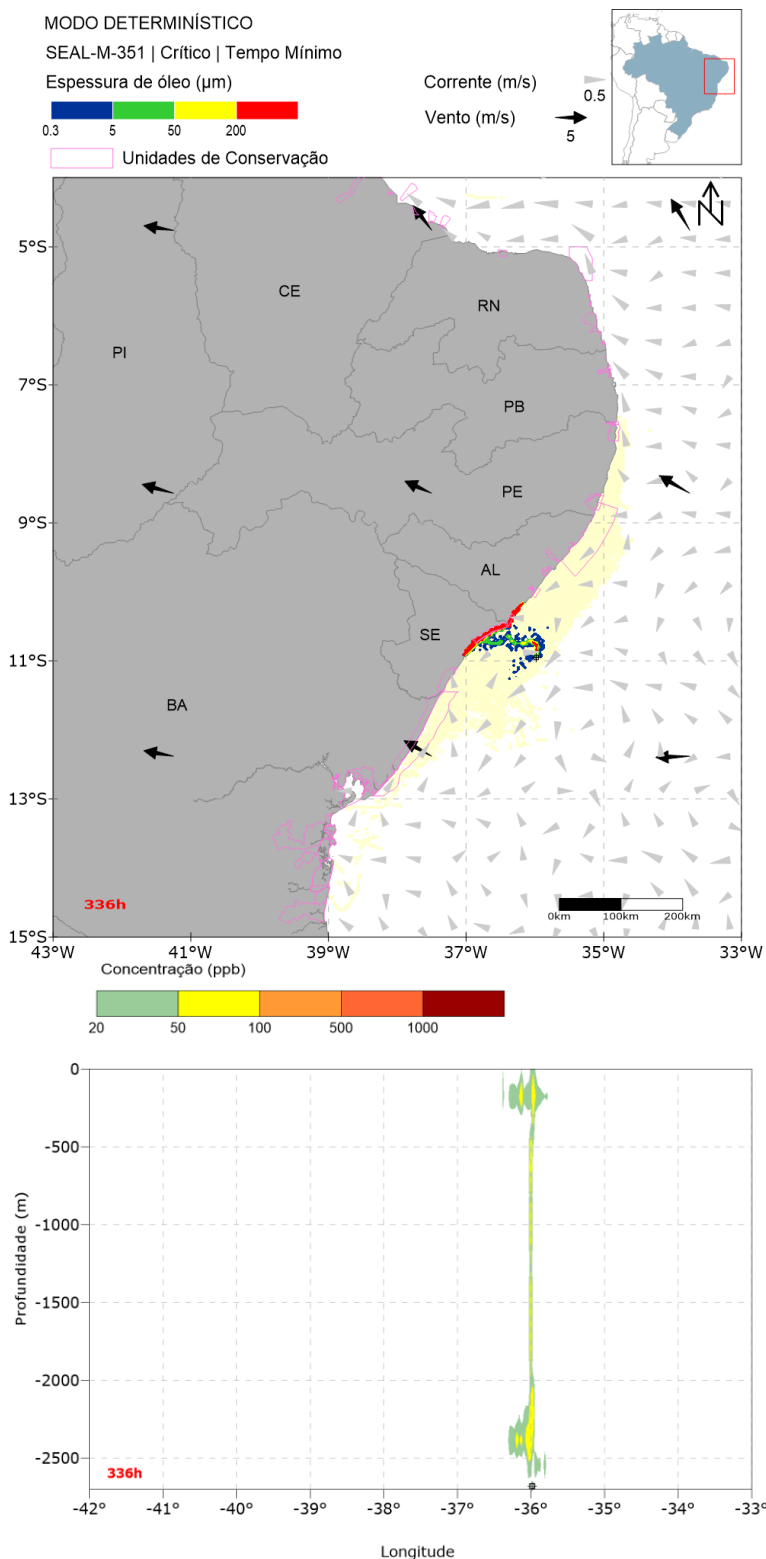 MODO DETERMINÍSTICO
SEAL-M-351 | Crítico | Tempo Mínimo
Espessura de óleo (µm)
0.3 5 50 200
Unidades de Conservação
Corrente (m/s)
0.5
Vento (m/s)
5
N
5°S
7°S
9°S
11°S
13°S
15°S
CE
RN
PI
PB
PE
AL
SE
BA
336h
0km 100km 200km
43°W 41°W 39°W 37°W 35°W 33°W
Concentração (ppb)
20 50 100 500 1000
Profundidade (m)
0
-500
-1000
-1500
-2000
-2500
336h
-42° -41° -40° -39° -38° -37° -36° -35° -34° -33°
Longitude